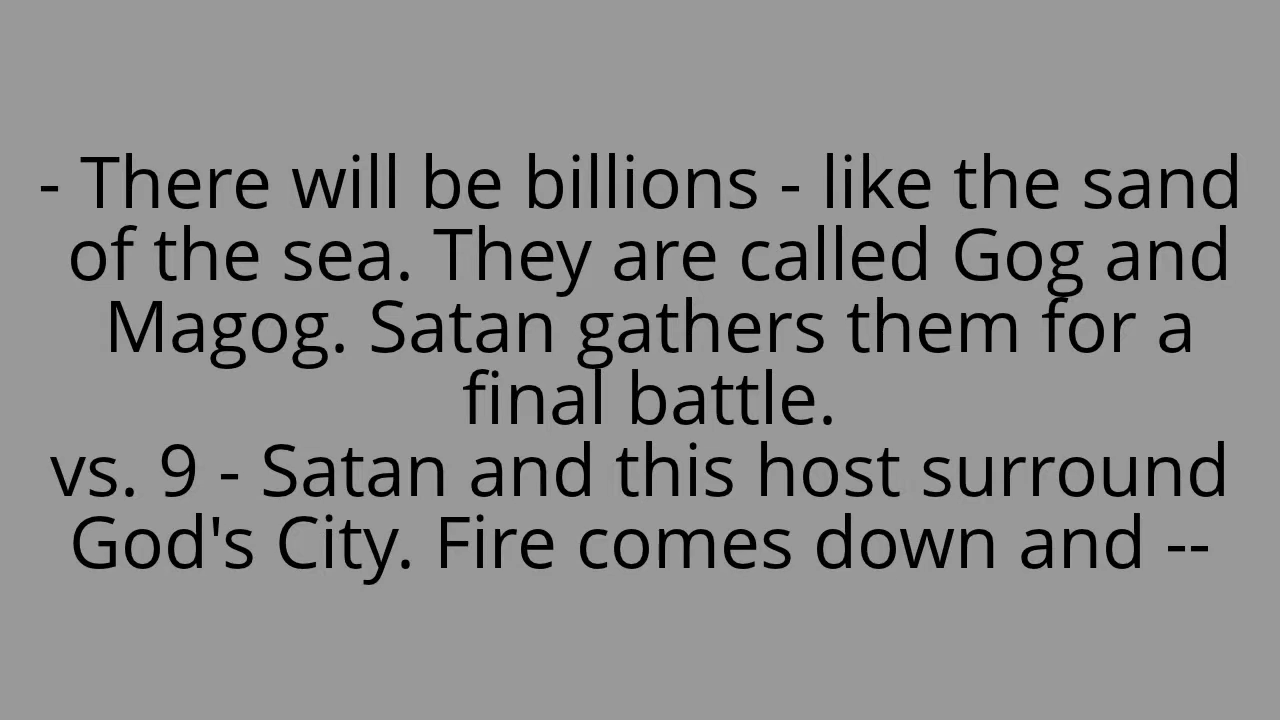 - There will be billions - like the sand
of the sea. They are called Gog and
Magog. Satan gathers them for a
final battle.
vs. 9 - Satan and this host surround
God's City. Fire comes down and --